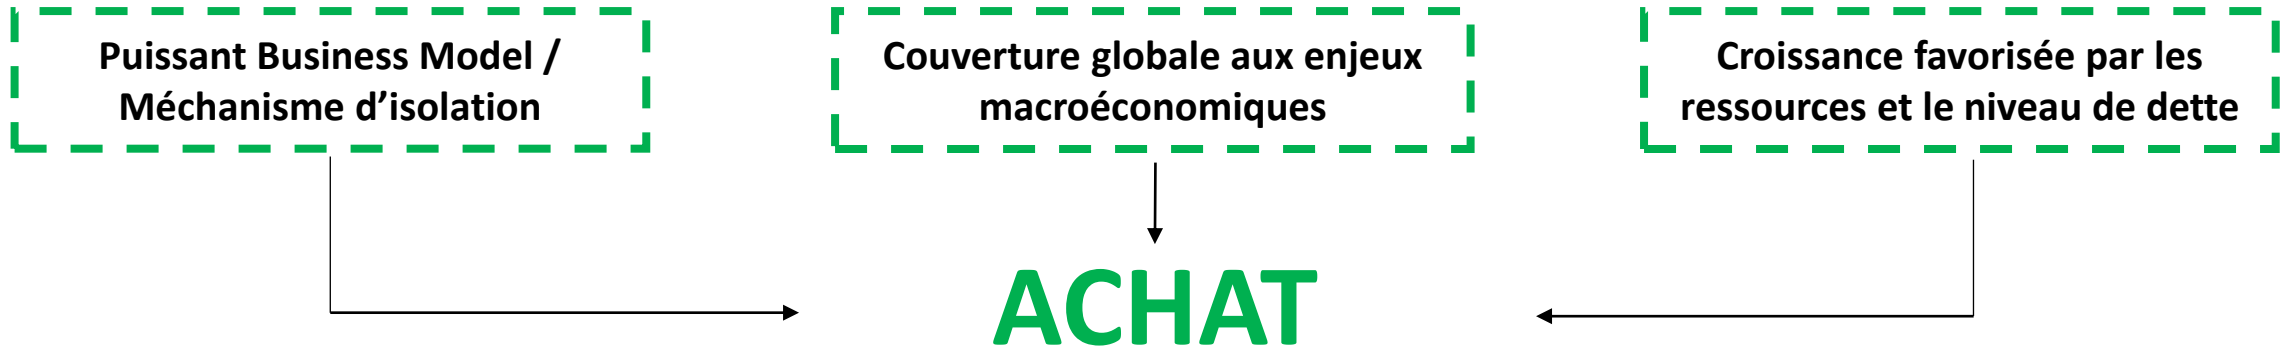 Puissant Business Model /
Méchanisme d’isolation
Couverture globale aux enjeux
macroéconomiques
Croissance favorisée par les
ressources et le niveau de dette
ACHAT